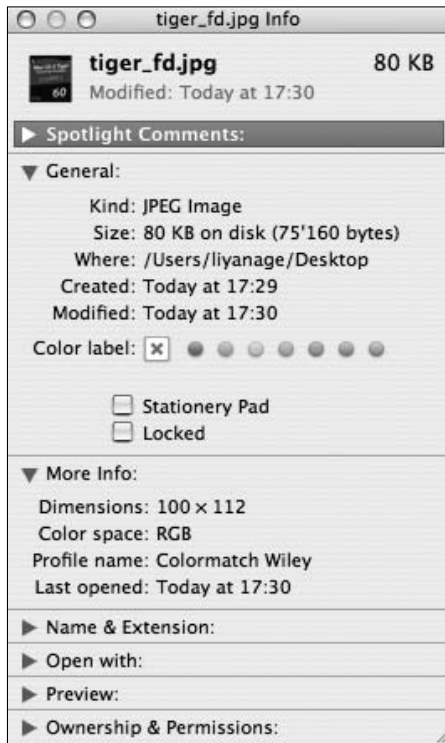 tiger_fd.jpg Info
tiger_fd.jpg 80 KB
Modified: Today at 17:30
60
Spotlight Comments:
General:
Kind: JPEG Image
Size: 80 KB on disk (75'160 bytes)
Where: /Users/liyanage/Desktop
Created: Today at 17:29
Modified: Today at 17:30
Color label:
Stationery Pad
Locked
More Info:
Dimensions: 100 × 112
Color space: RGB
Profile name: Colormatch Wiley
Last opened: Today at 17:30
Name & Extension:
Open with:
Preview:
Ownership & Permissions: